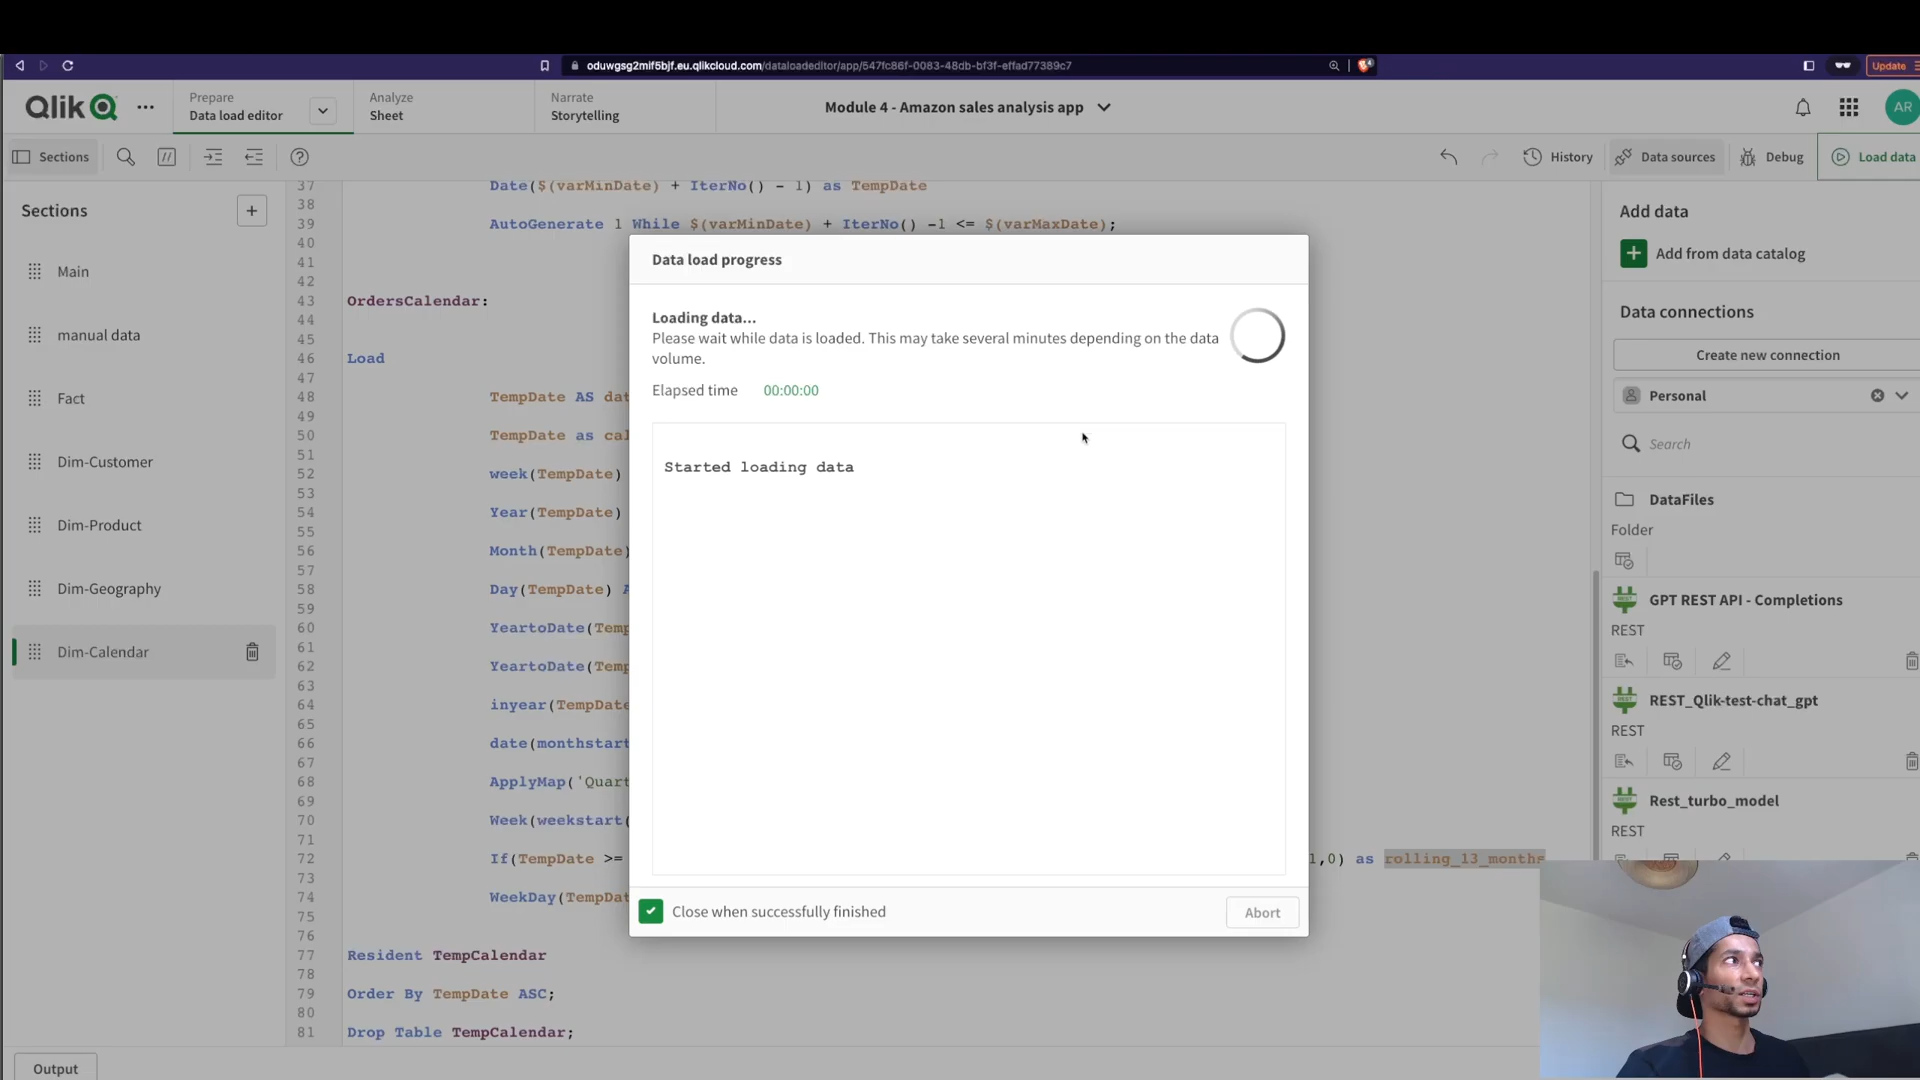 oduwgsg2mlf5bjf.eu.qlikcloud.com/dataloadeditor/app/547fc86f-0083-48db-bf3f-effad77389c7
Update
Qlik
Prepare
Data load editor
Analyze
Sheet
Narrate
Storytelling
Module 4 - Amazon sales analysis app
AR
Sections
//
History
Data sources
Debug
Load data
Sections
Main
manual data
Fact
Dim-Customer
Dim-Product
Dim-Geography
Dim-Calendar
Output
37 Date($(varMinDate) + IterNo() - 1) as TempDate
38
39 AutoGenerate 1 While $(varMinDate) + IterNo() -1 <= $(varMaxDate);
40
41
42
43 OrdersCalendar:
44
45
46 Load
47
48 TempDate AS dat
49
50 TempDate as cal
51
52 week(TempDate)
53
54 Year(TempDate)
55
56 Month(TempDate)
57
58 Day(TempDate) A
59
60 YeartoDate(Temp
61
62 YeartoDate(Temp
63
64 inyear(TempDate
65
66 date(monthstart
67
68 ApplyMap('Quart
69
70 Week(weekstart(
71
72 If(TempDate >= 1,0) as rolling_13_months
73
74 WeekDay(TempDat
75
76
77 Resident TempCalendar
78
79 Order By TempDate ASC;
80
81 Drop Table TempCalendar;
Data load progress
Loading data...
Please wait while data is loaded. This may take several minutes depending on the data
volume.
Elapsed time 00:00:00
Started loading data
Close when successfully finished
Abort
Add data
Add from data catalog
Data connections
Create new connection
Personal
Search
DataFiles
Folder
GPT REST API - Completions
REST
REST_Qlik-test-chat_gpt
REST
Rest_turbo_model
REST